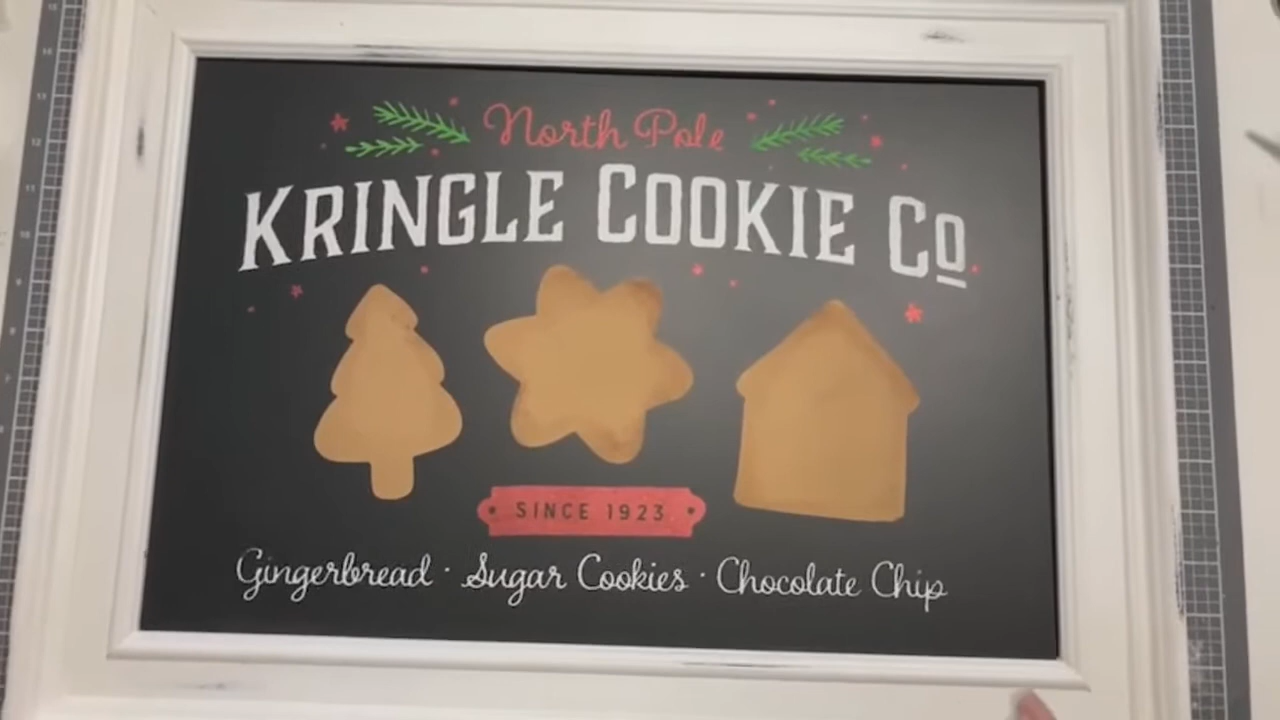 North Pole
KRINGLE COOKIE Co
SINCE 1923
Gingerbread · Sugar Cookies · Chocolate Chip